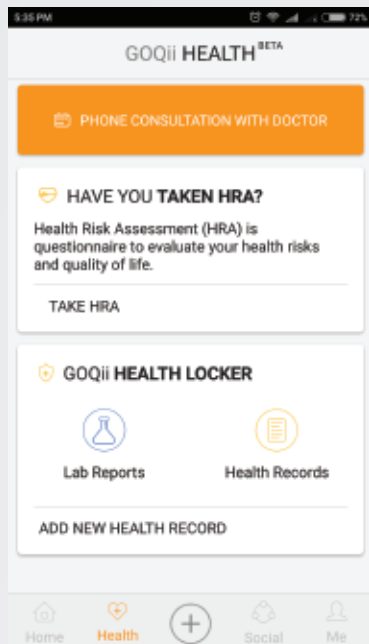 5:35 PM 72%
GOQii HEALTH BETA
PHONE CONSULTATION WITH DOCTOR
HAVE YOU TAKEN HRA?
Health Risk Assessment (HRA) is
questionnaire to evaluate your health risks
and quality of life.
TAKE HRA
GOQii HEALTH LOCKER
Lab Reports Health Records
ADD NEW HEALTH RECORD
Home Health Social Me